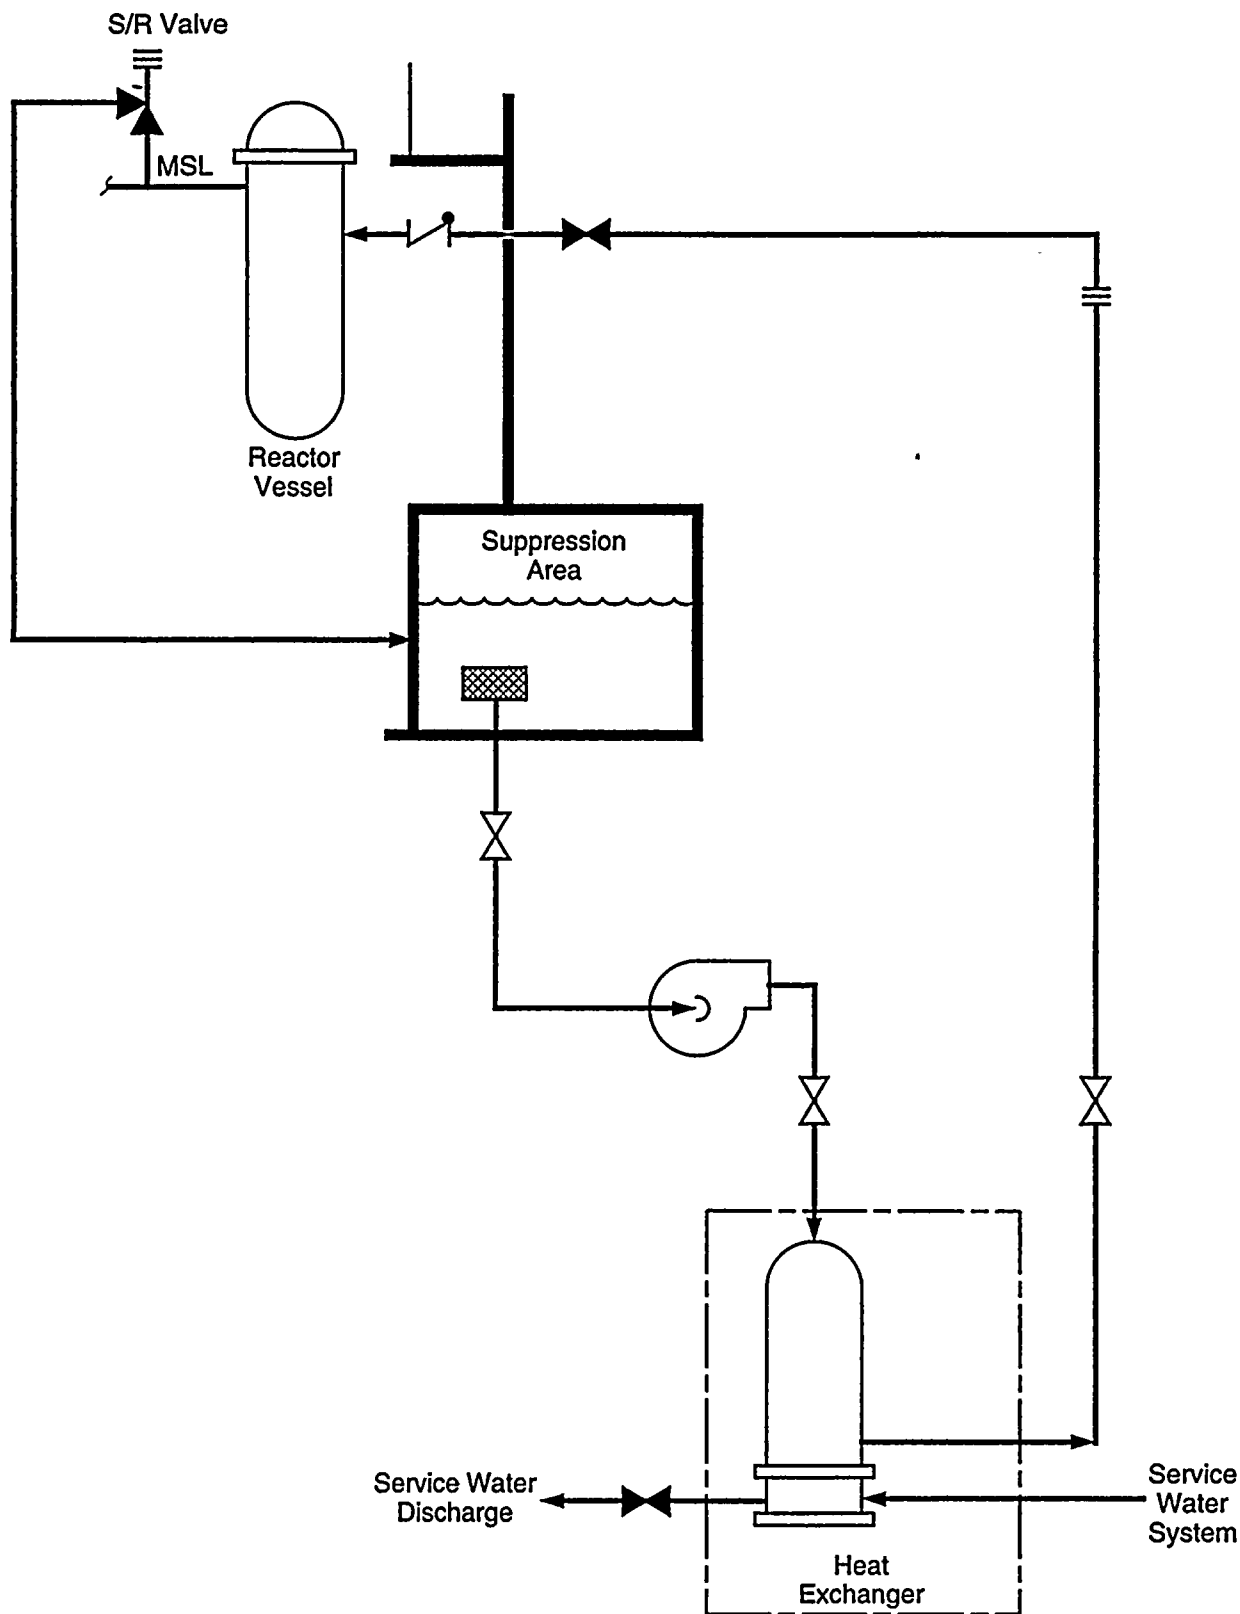 S/R Valve
MSL
Reactor
Vessel
Suppression
Area
Service Water
Discharge
Service
Water
System
Heat
Exchanger